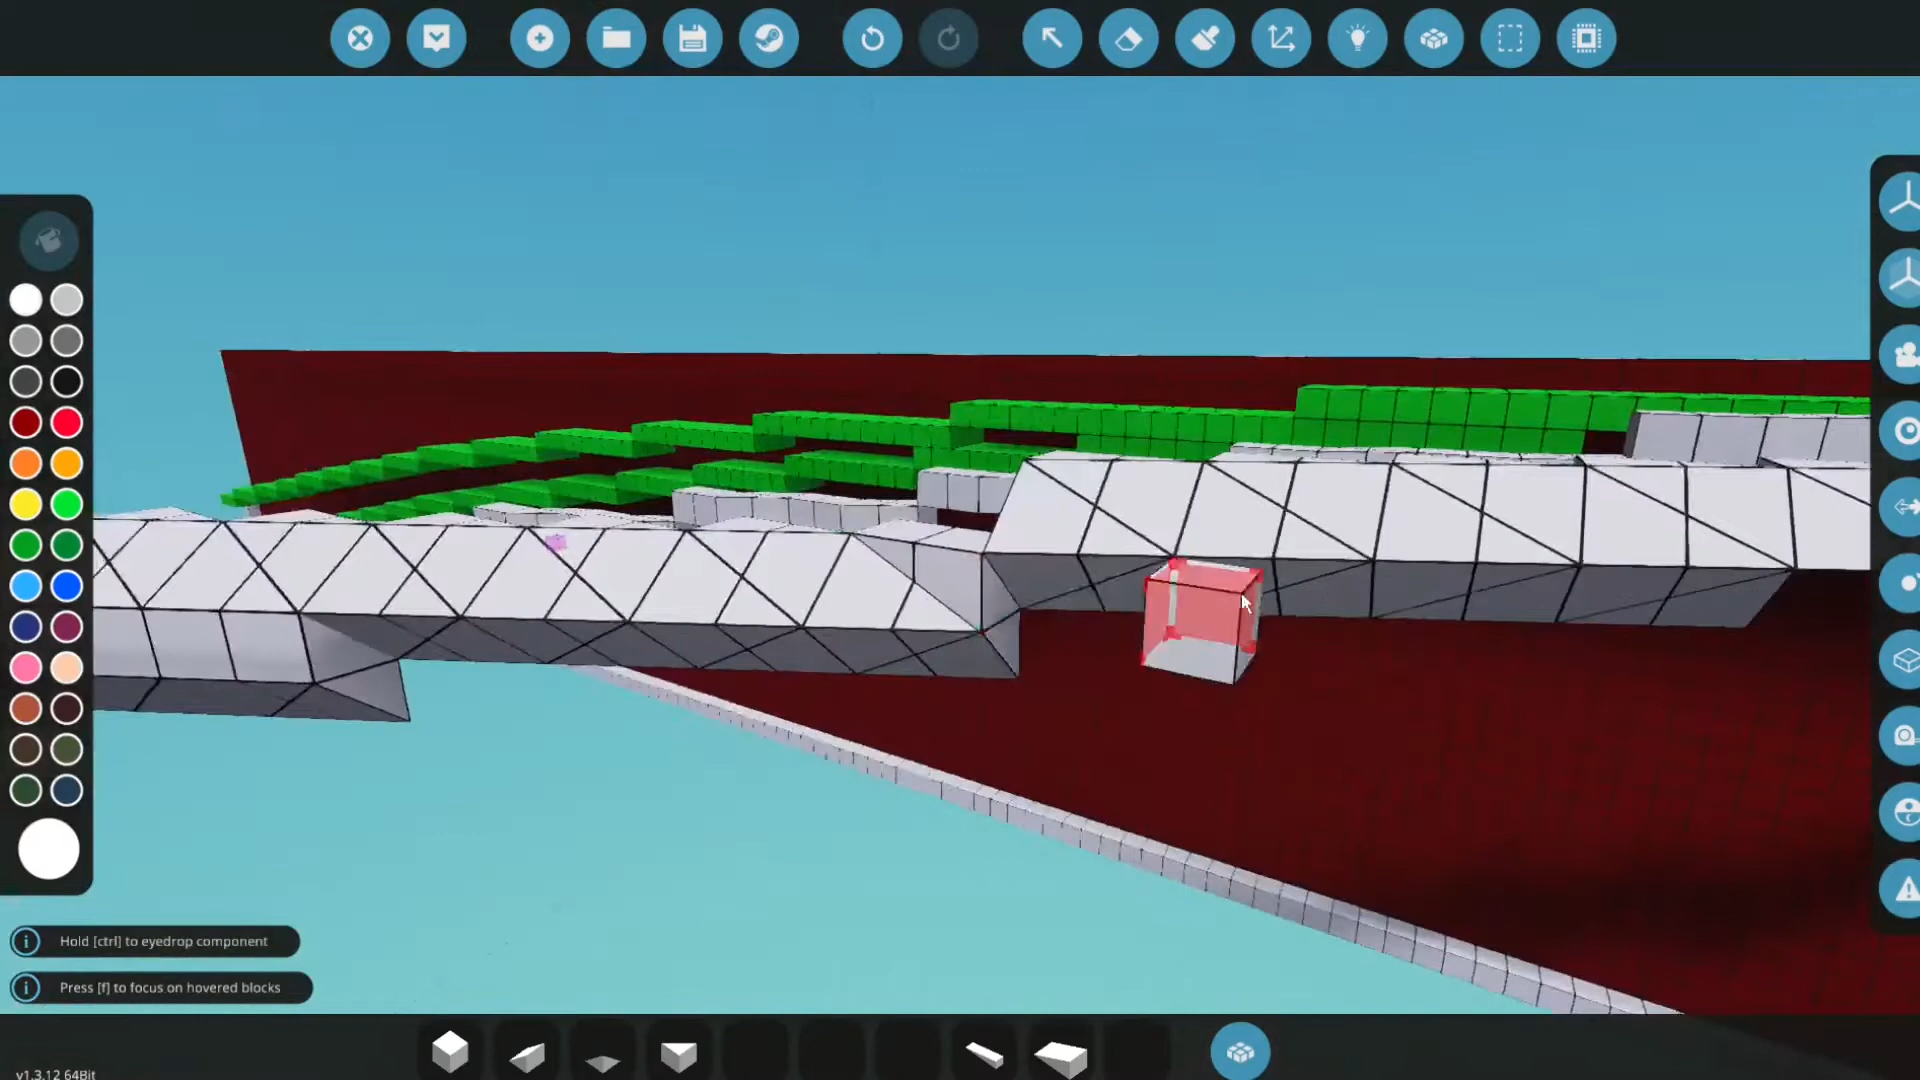 Hold [ctrl] to eyedrop component
Press [f] to focus on hovered blocks
v1.3.12 64Bit